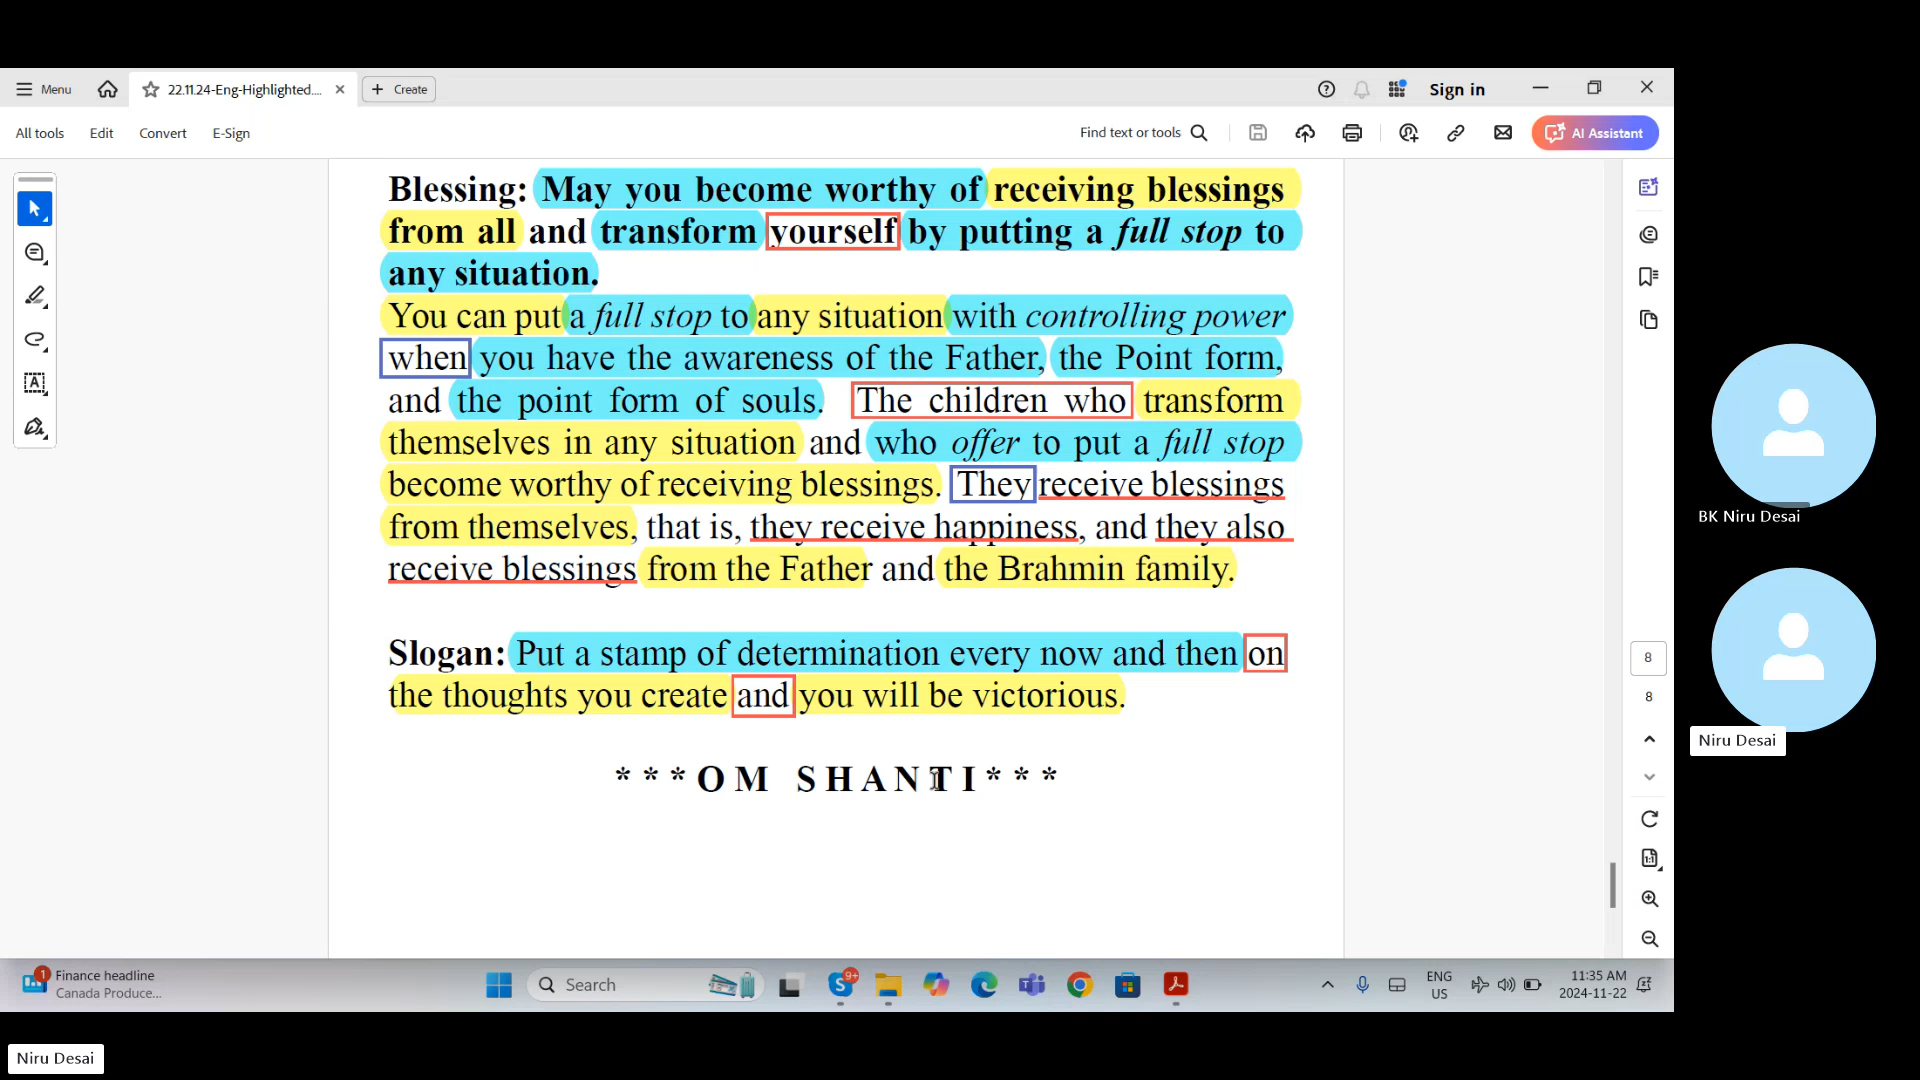 Menu
22.11.24-Eng-Highlighted....
Create
Sign in
All tools
Edit
Convert
E-Sign
Find text or tools
AI Assistant
Blessing: May you become worthy of receiving blessings
from all and transform yourself by putting a full stop to
any situation.
You can put a full stop to any situation with controlling power
when you have the awareness of the Father, the Point form,
and the point form of souls. The children who transform
themselves in any situation and who offer to put a full stop
become worthy of receiving blessings. They receive blessings
from themselves, that is, they receive happiness, and they also
receive blessings from the Father and the Brahmin family.
Slogan: Put a stamp of determination every now and then on
the thoughts you create and you will be victorious.
***OM SHANTI***
8
8
1:1
BK Niru Desai
Niru Desai
1
Finance headline
Canada Produce...
Search
9+
ENG
US
11:35 AM
2024-11-22
Niru Desai